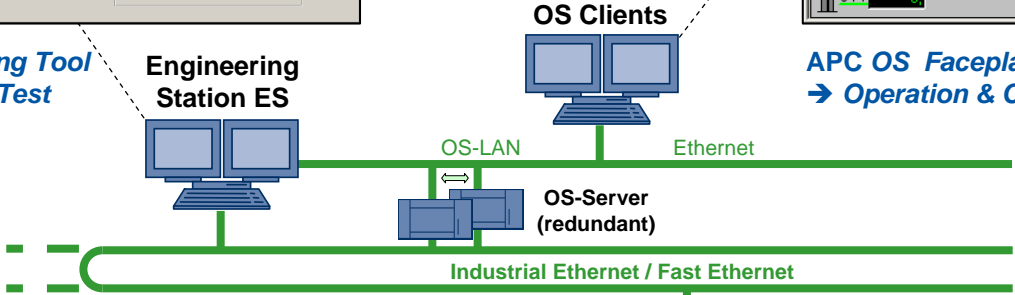 OS Clients
ng Tool
Test
Engineering
Station ES
APC OS Facepla
➔ Operation & C
OS-LAN
Ethernet
OS-Server
(redundant)
Industrial Ethernet / Fast Ethernet